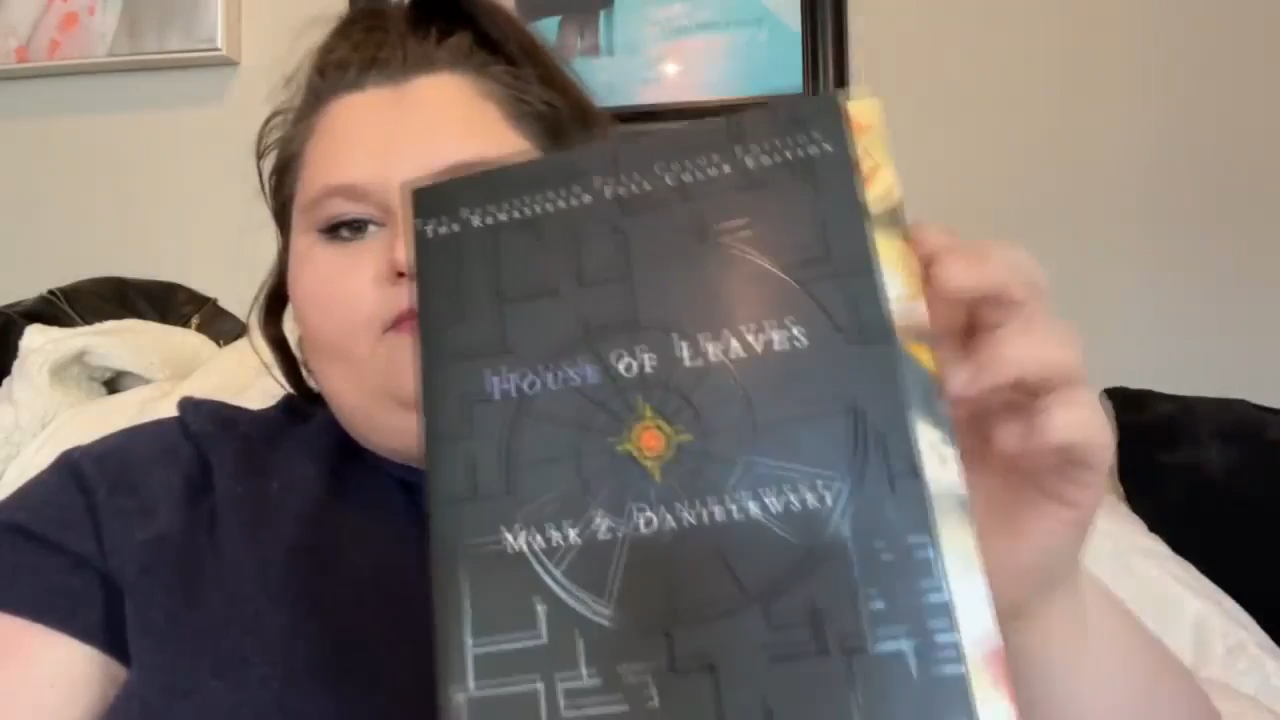 The Remastered Full Color Edition
House of Leaves
Mark Z. Danielewski